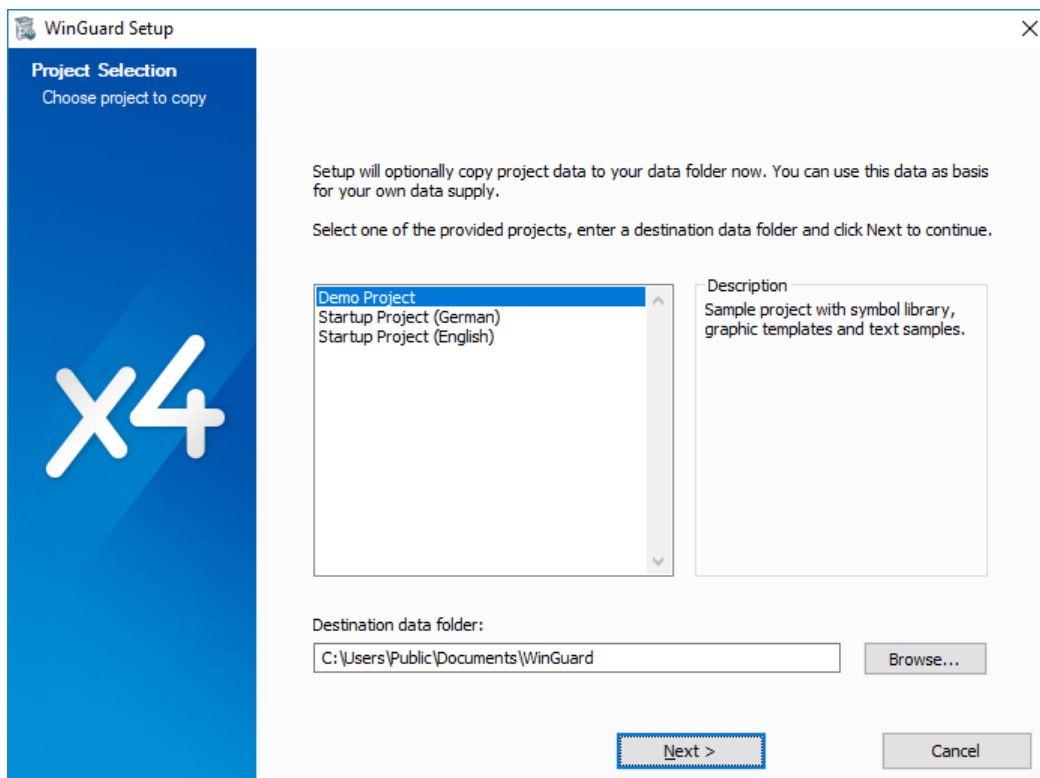 WinGuard Setup
Project Selection
Choose project to copy
x4
Setup will optionally copy project data to your data folder now. You can use this data as basis
for your own data supply.
Select one of the provided projects, enter a destination data folder and click Next to continue.
Demo Project
Startup Project (German)
Startup Project (English)
Description
Sample project with symbol library,
graphic templates and text samples.
Destination data folder:
C:\Users\Public\Documents\WinGuard
Browse...
Next >
Cancel